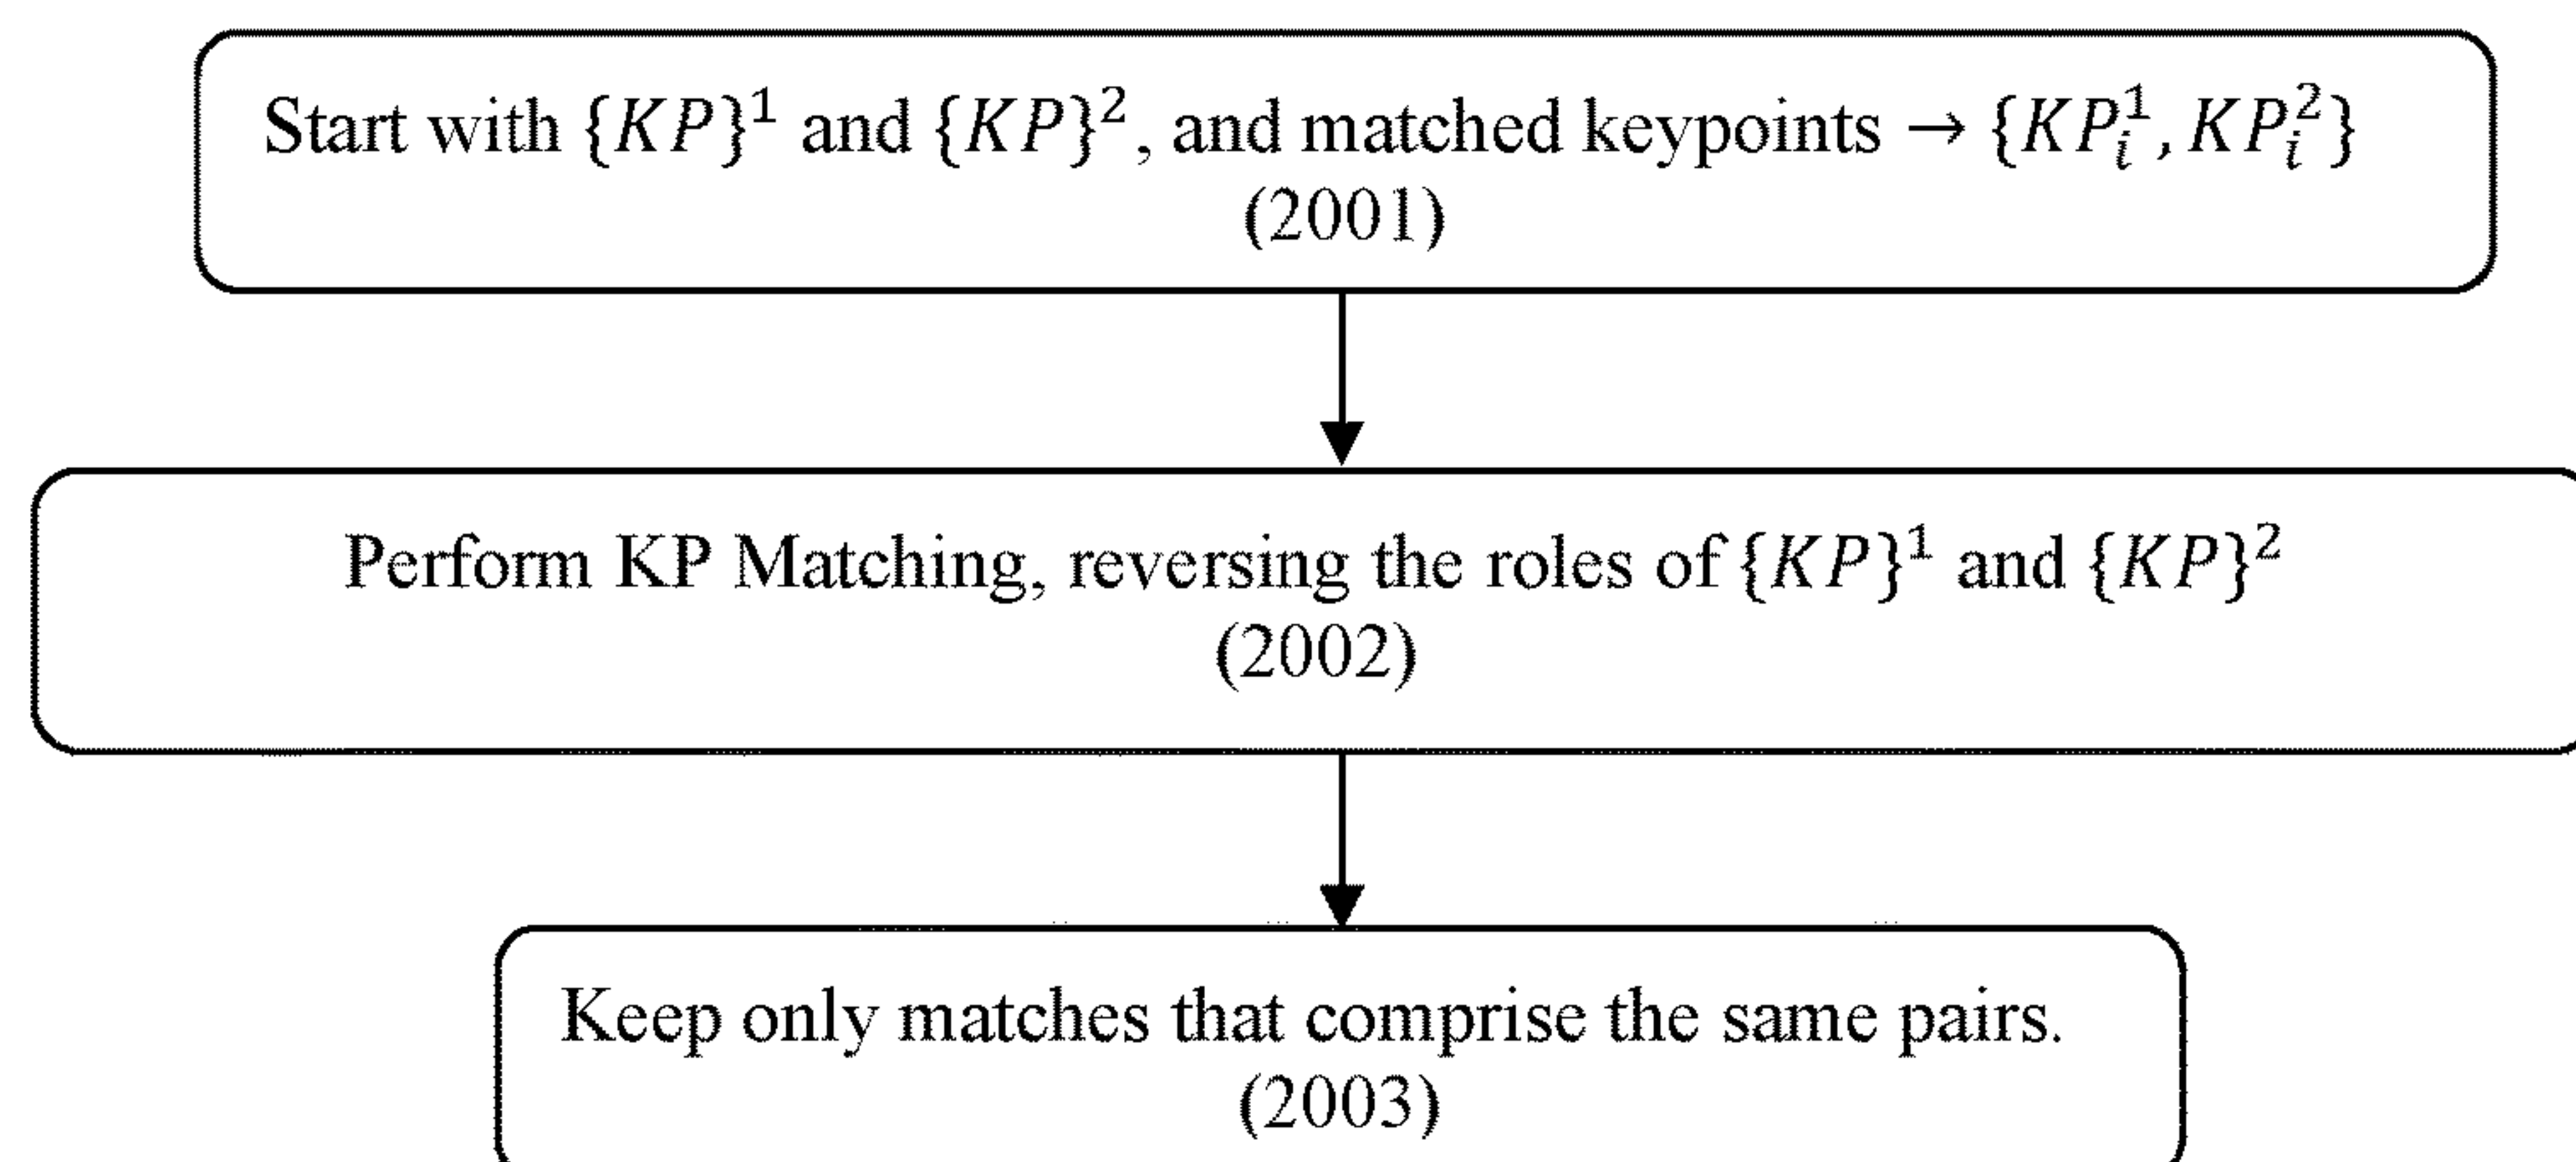 Start with {KP}¹ and {KP}², and matched keypoints → {KP_i^1, KP_i^2}
(2001)
Perform KP Matching, reversing the roles of {KP}¹ and {KP}²
(2002)
Keep only matches that comprise the same pairs.
(2003)